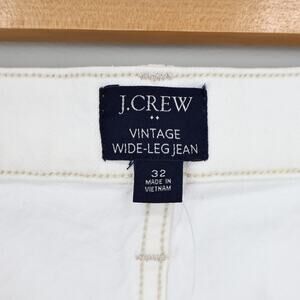 J.CREW
VINTAGE
WIDE-LEG JEAN
32
MADE IN
VIETNAM